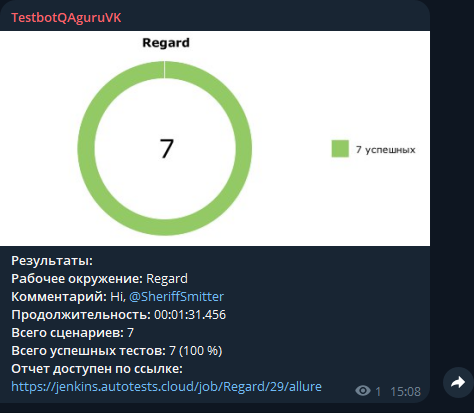 TestbotQAguruVK
Regard
7
7 успешных
Результаты:
Рабочее окружение: Regard
Комментарий: Hi, @SheriffSmitter
Продолжительность: 00:01:31.456
Всего сценариев: 7
Всего успешных тестов: 7 (100 %)
Отчет доступен по ссылке:
https://jenkins.autotests.cloud/job/Regard/29/allure
1 15:08